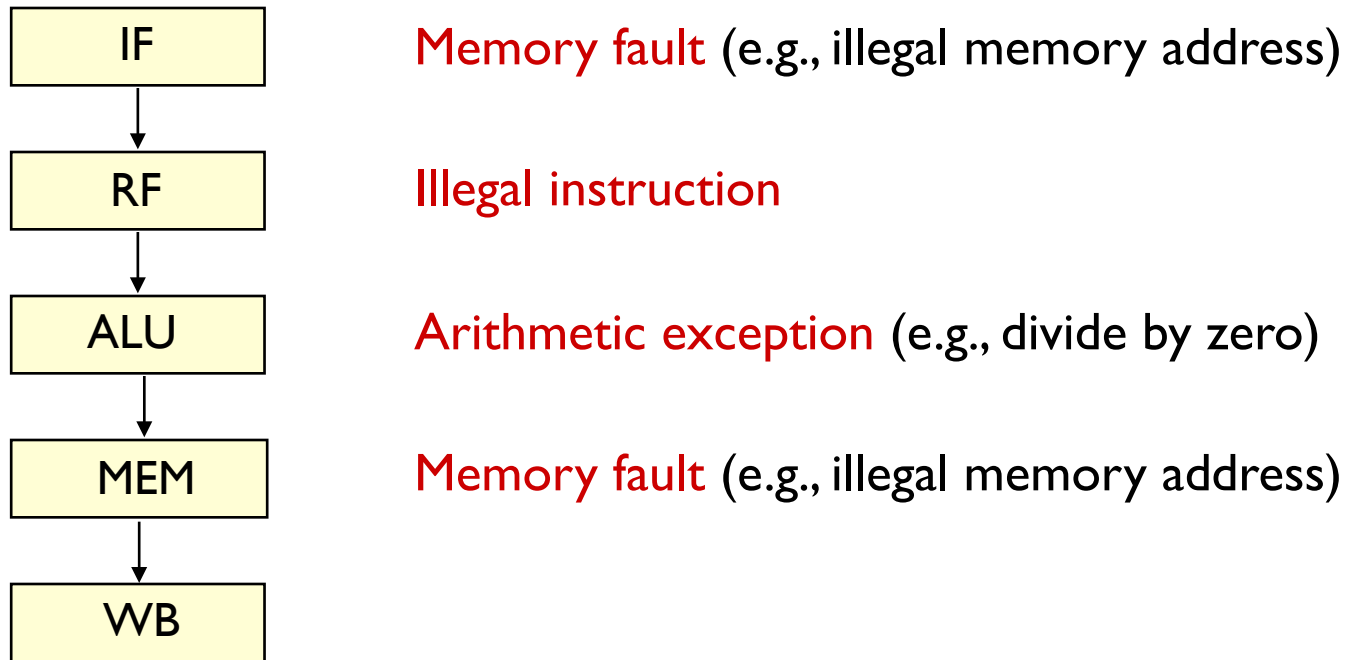 IF Memory fault (e.g., illegal memory address)
RF Illegal instruction
ALU Arithmetic exception (e.g., divide by zero)
MEM Memory fault (e.g., illegal memory address)
WB